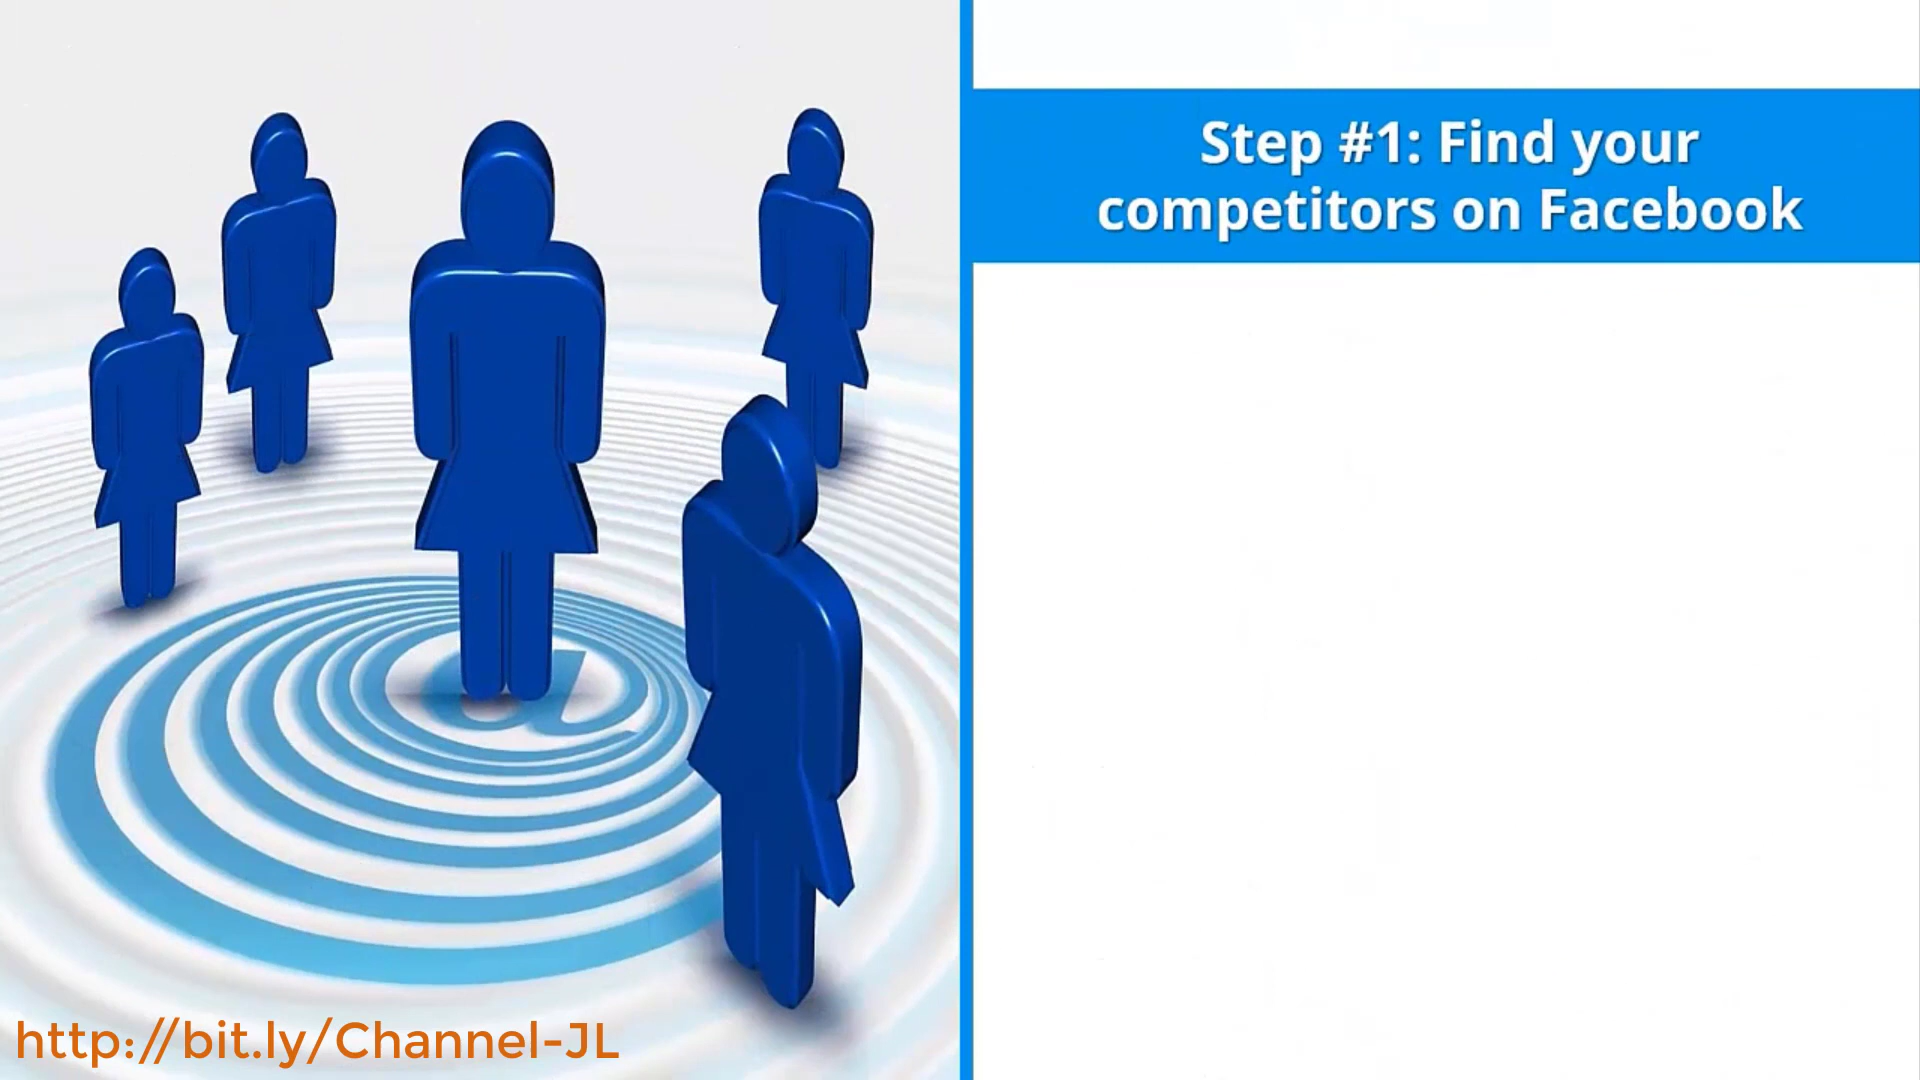 Step #1: Find your
competitors on Facebook
@
http://bit.ly/Channel-JL